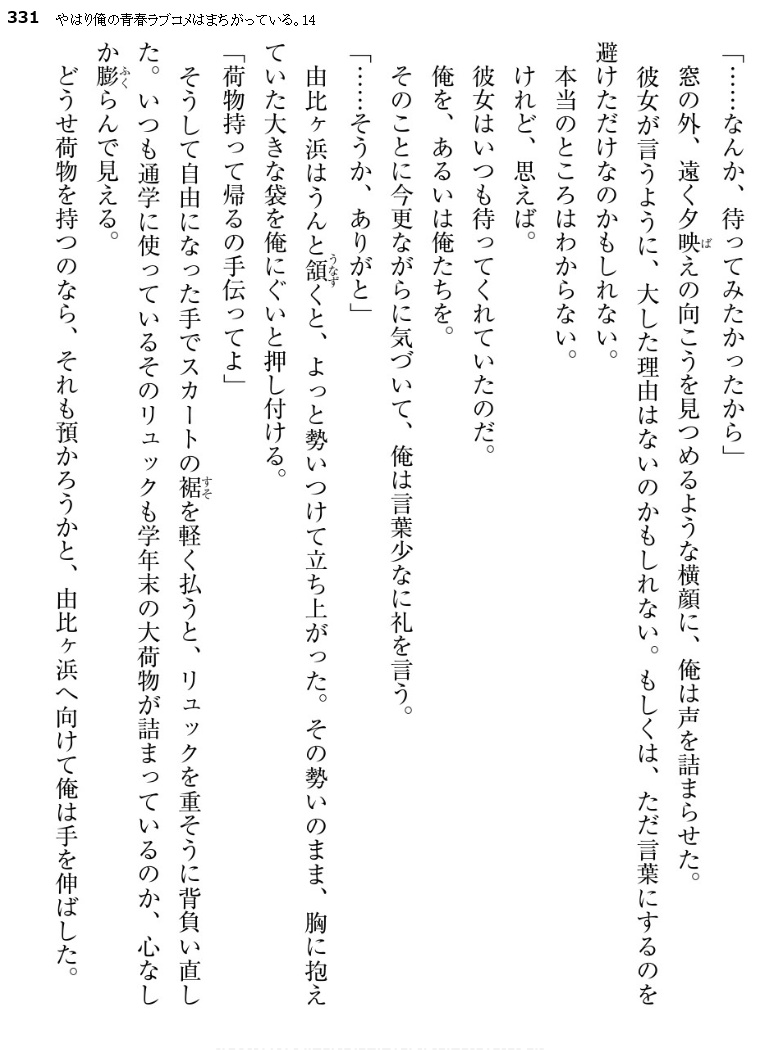 331 やはり俺の青春ラブコメはまちがっている。14
「……なんか、待ってみたかったから」
窓の外、遠く夕映えの向こうを見つめるような横顔に、俺は声を詰まらせた。
ば
彼女が言うように、大した理由はないのかもしれない。もしくは、ただ言葉にするのを
避けただけなのかもしれない。
本当のところはわからない。
けれど、思えば。
彼女はいつも待ってくれていたのだ。
俺を、あるいは俺たちを。
そのことに今更ながらに気づいて、俺は言葉少なに礼を言う。
「……そうか、ありがと」
由比ヶ浜はうんと頷くと、よっと勢いつけて立ち上がった。その勢いのまま、胸に抱え
うなず
ていた大きな袋を俺にぐいと押し付ける。
「荷物持って帰るの手伝ってよ」
そうして自由になった手でスカートの裾を軽く払うと、リュックを重そうに背負い直し
すそ
た。いつも通学に使っているそのリュックも学年末の大荷物が詰まっているのか、心なし
か膨らんで見える。
ふく
どうせ荷物を持つのなら、それも預かろうかと、由比ヶ浜へ向けて俺は手を伸ばした。